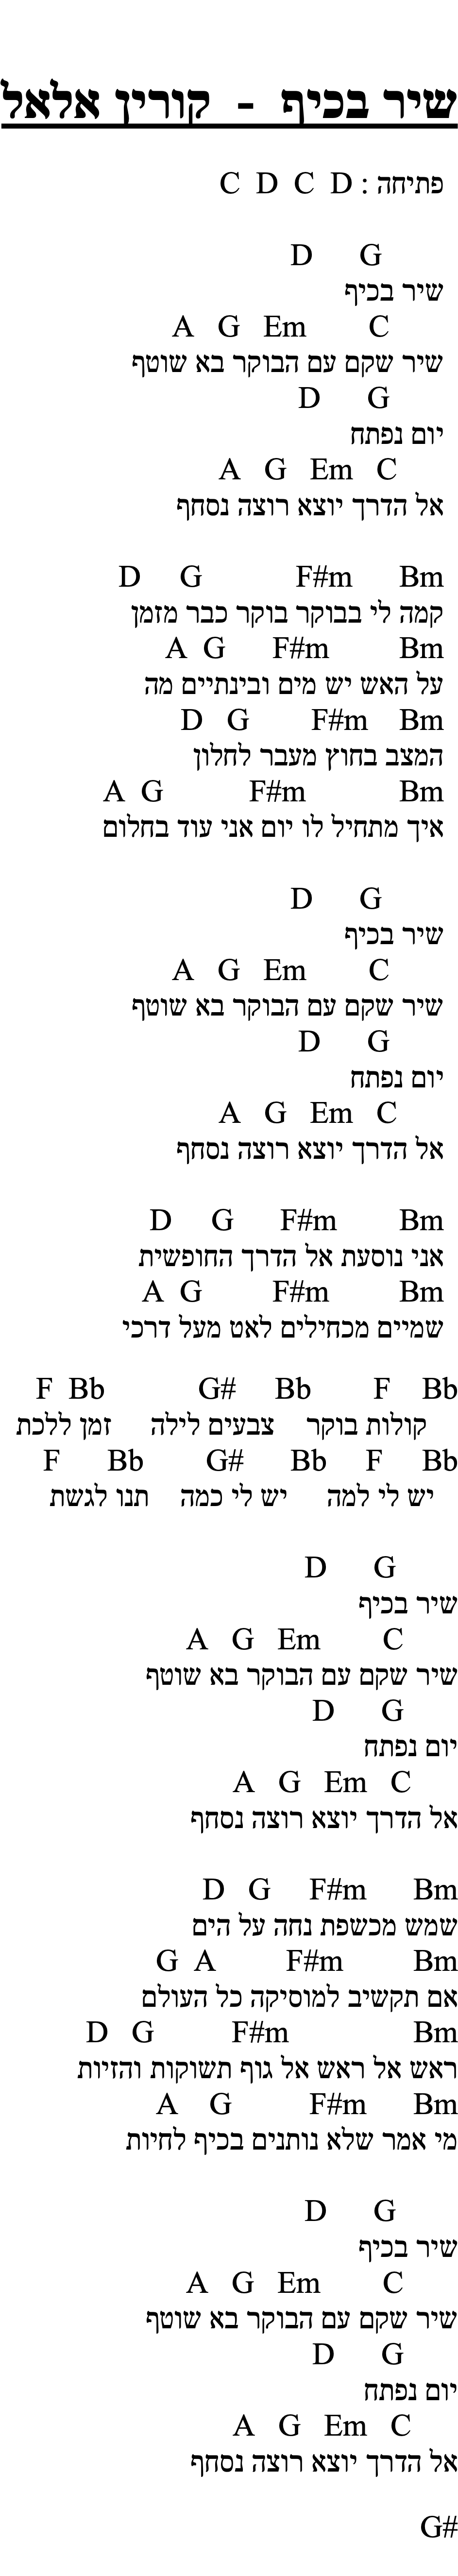 שיר בכיף - קורין אלאל
פתיחה : C D C D
D G
שיר בכיף
A G Em C
שיר שקם עם הבוקר בא שוטף
D G
יום נפתח
A G Em C
אל הדרך יוצא רוצה נסחף
D G F#m Bm
קמה לי בבוקר בוקר כבר מזמן
A G F#m Bm
על האש יש מים ובינתיים מה
D G F#m Bm
המצב בחוץ מעבר לחלון
A G F#m Bm
איך מתחיל לו יום אני עוד בחלום
D G
שיר בכיף
A G Em C
שיר שקם עם הבוקר בא שוטף
D G
יום נפתח
A G Em C
אל הדרך יוצא רוצה נסחף
D G F#m Bm
אני נוסעת אל הדרך החופשית
A G F#m Bm
שמיים מכחילים לאט מעל דרכי
F Bb G# Bb F Bb
קולות בוקר צבעים לילה זמן ללכת
F Bb G# Bb F Bb
יש לי למה יש לי כמה תנו לגשת
D G
שיר בכיף
A G Em C
שיר שקם עם הבוקר בא שוטף
D G
יום נפתח
A G Em C
אל הדרך יוצא רוצה נסחף
D G F#m Bm
שמש מכשפת נחה על הים
G A F#m Bm
אם תקשיב למוסיקה כל העולם
D G F#m Bm
ראש אל ראש אל גוף תשוקות והזיות
A G F#m Bm
מי אמר שלא נותנים בכיף לחיות
D G
שיר בכיף
A G Em C
שיר שקם עם הבוקר בא שוטף
D G
יום נפתח
A G Em C
אל הדרך יוצא רוצה נסחף
G#